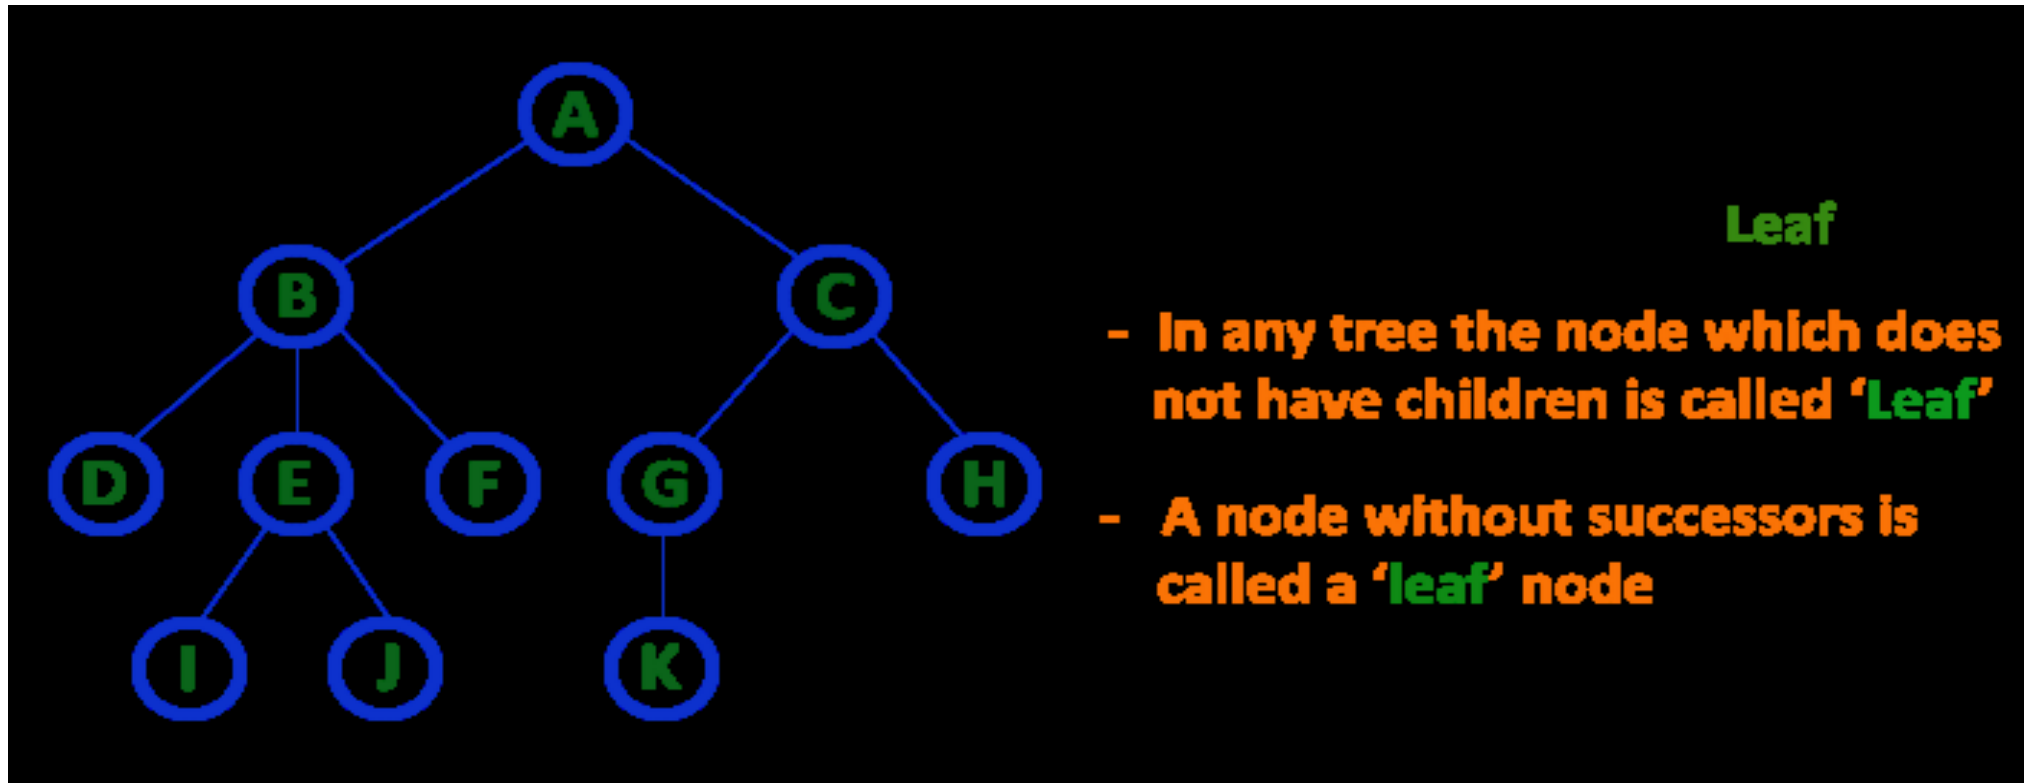 A
B
C
D
E
F
G
H
I
J
K
Leaf
- In any tree the node which does
not have children is called ‘Leaf’
- A node without successors is
called a ‘leaf’ node